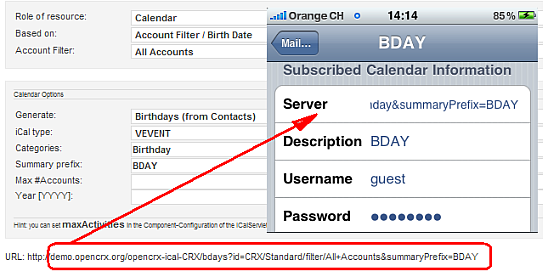 Role of resource: Calendar
Based on: Account Filter / Birth Date
Account Filter: All Accounts
Calendar Options
Generate: Birthdays (from Contacts)
iCal type: VEVENT
Categories: Birthday
Summary prefix: BDAY
Max #Accounts:
Year [YYYY]:
Hint: you can set maxActivities in the Component-Configuration of the iCalServlet
URL: http://demo.opencrx.org/opencrx-ical-CRX/bdays?id=CRX/Standard/filter/All+Accounts&summaryPrefix=BDAY
Orange CH 14:14 85%
Mail... BDAY
Subscribed Calendar Information
Server day&summaryPrefix=BDAY
Description BDAY
Username guest
Password ●●●●●●●●